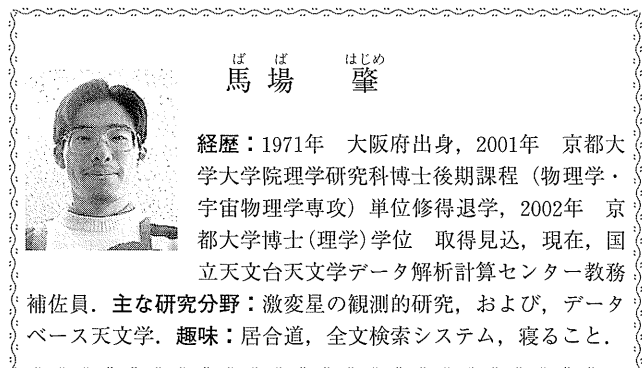 ばば はじめ
馬場 肇
経歴：1971年 大阪府出身，2001年 京都大
学大学院理学研究科博士後期課程（物理学・
宇宙物理学専攻）単位修得退学，2002年 京
都大学博士(理学)学位 取得見込，現在，国
立天文台天文学データ解析計算センター教務
補佐員．主な研究分野：激変星の観測的研究，および，データ
ベース天文学．趣味：居合道，全文検索システム，寝ること．